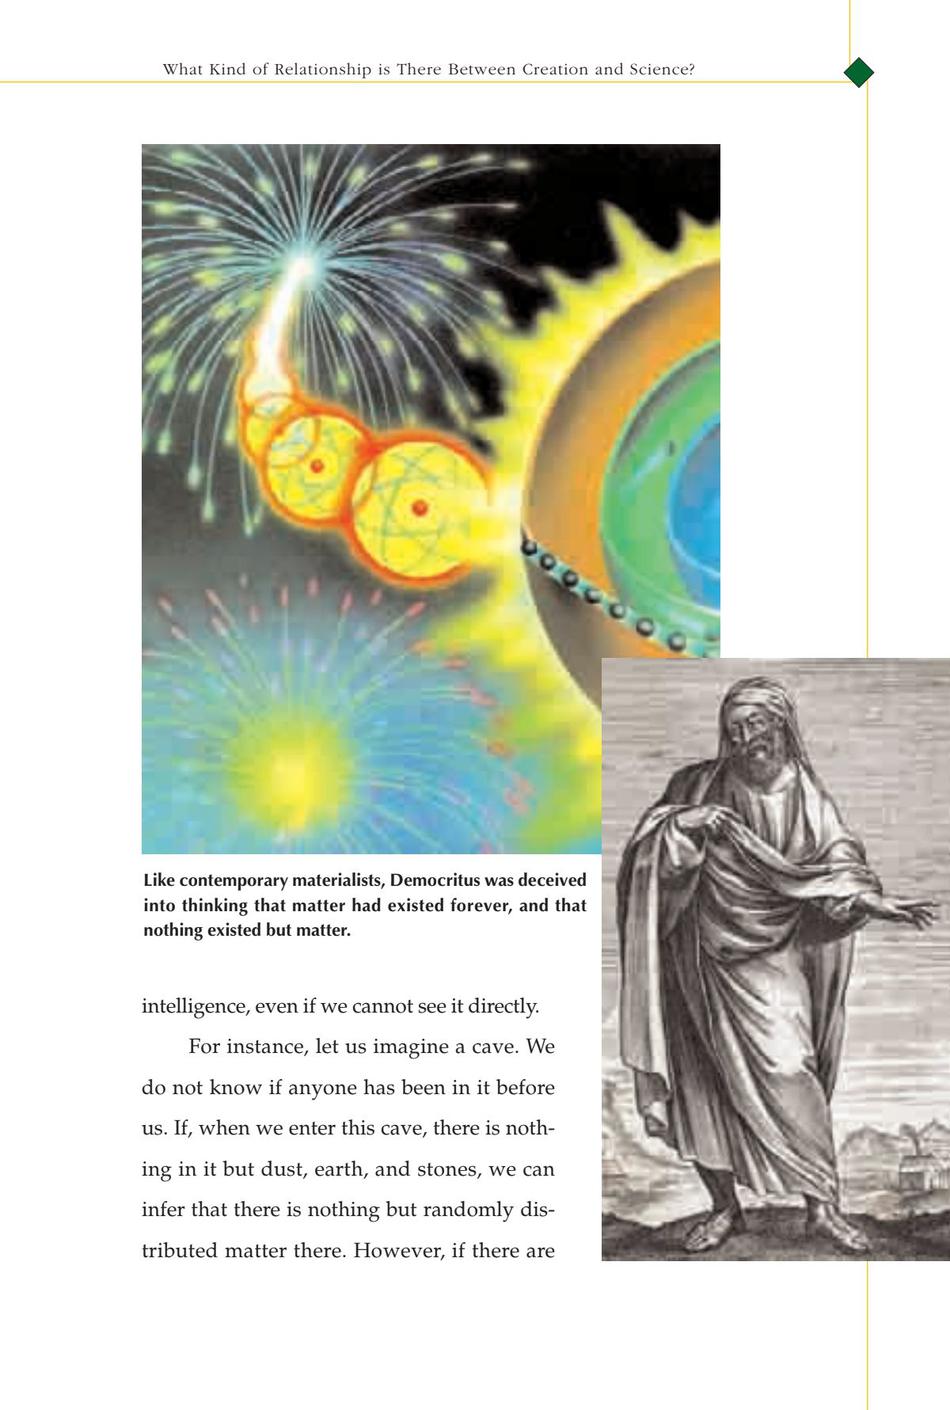 What Kind of Relationship is There Between Creation and Science?
Like contemporary materialists, Democritus was deceived
into thinking that matter had existed forever, and that
nothing existed but matter.
intelligence, even if we cannot see it directly.
For instance, let us imagine a cave. We
do not know if anyone has been in it before
us. If, when we enter this cave, there is noth-
ing in it but dust, earth, and stones, we can
infer that there is nothing but randomly dis-
tributed matter there. However, if there are